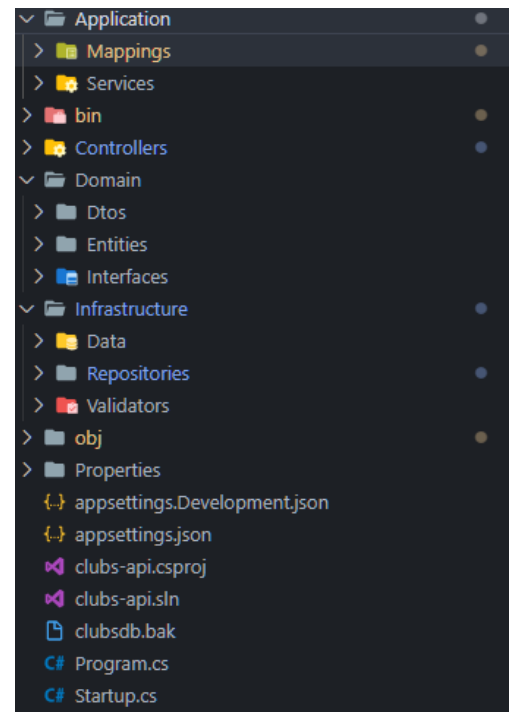 Application
Mappings
Services
bin
Controllers
Domain
Dtos
Entities
Interfaces
Infrastructure
Data
Repositories
Validators
obj
Properties
{..} appsettings.Development.json
{..} appsettings.json
clubs-api.csproj
clubs-api.sln
clubsdb.bak
C# Program.cs
C# Startup.cs